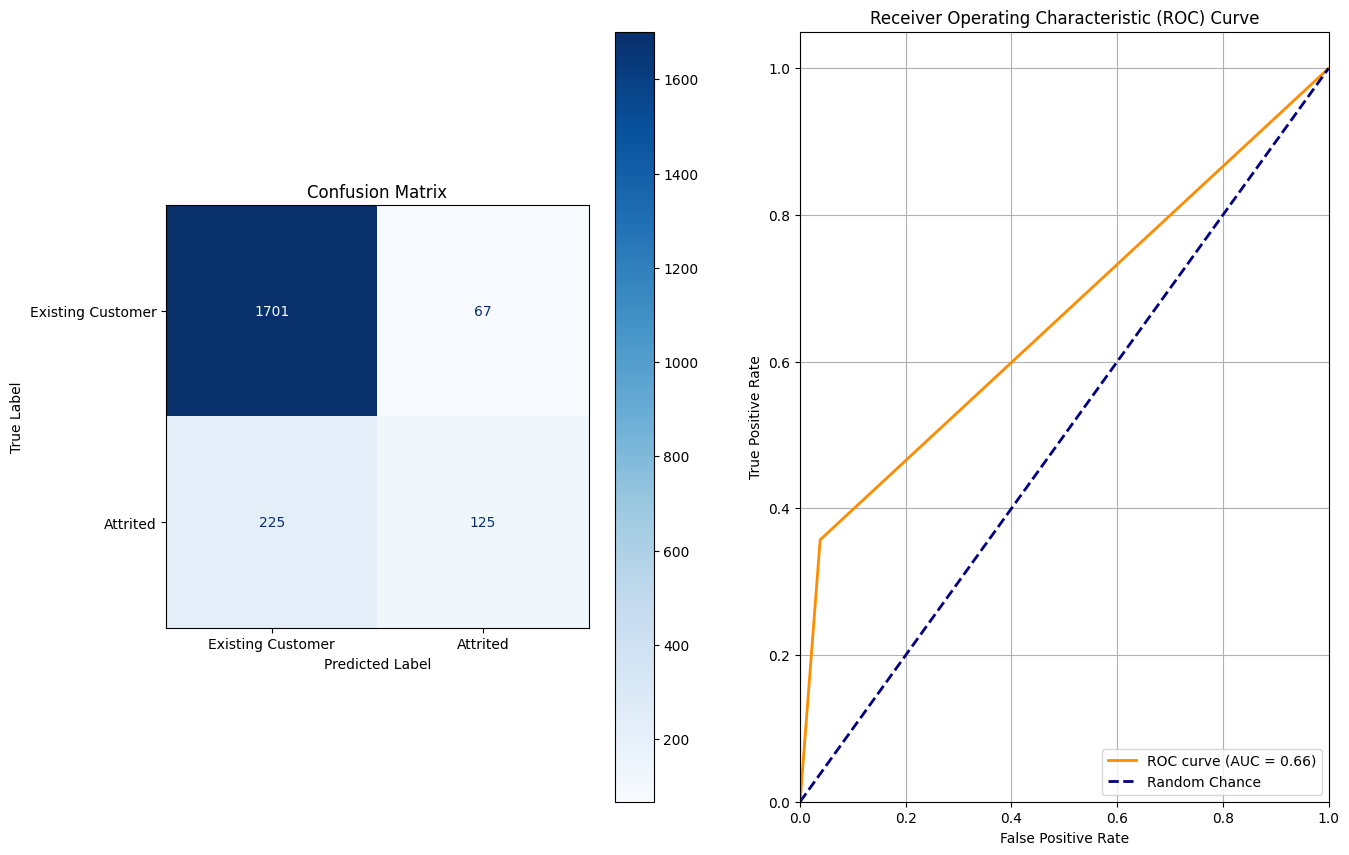 Confusion Matrix
True Label
Existing Customer
Attrited
1701
67
225
125
Existing Customer
Attrited
Predicted Label
1600
1400
1200
1000
800
600
400
200
Receiver Operating Characteristic (ROC) Curve
True Positive Rate
1.0
0.8
0.6
0.4
0.2
0.0
ROC curve (AUC = 0.66)
Random Chance
0.0
0.2
0.4
0.6
0.8
1.0
False Positive Rate